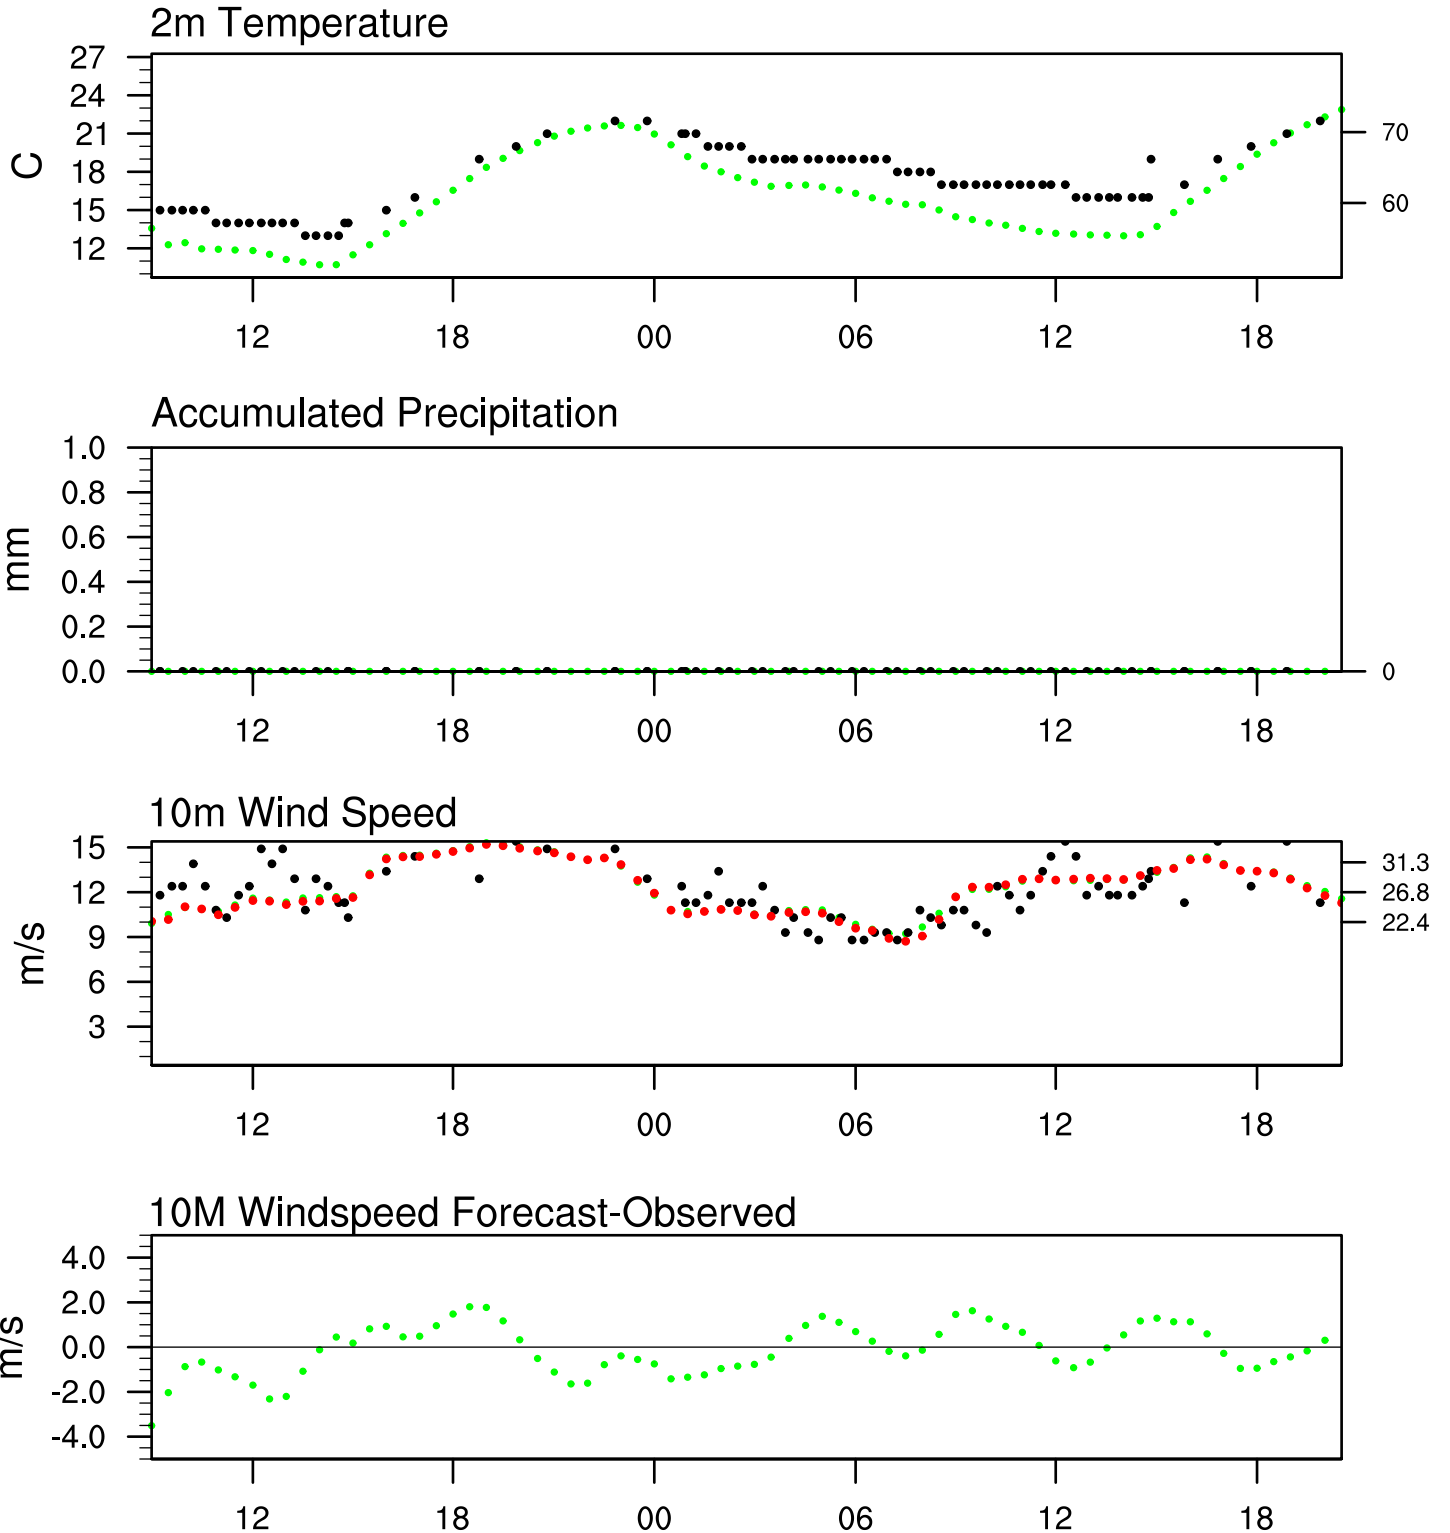 2m Temperature
27
24
21
18
15
12
C
70
60
12 18 00 06 12 18
Accumulated Precipitation
1.0
0.8
0.6
0.4
0.2
0.0
mm
0
12 18 00 06 12 18
10m Wind Speed
15
12
9
6
3
m/s
31.3
26.8
22.4
12 18 00 06 12 18
10M Windspeed Forecast-Observed
4.0
2.0
0.0
-2.0
-4.0
m/s
12 18 00 06 12 18